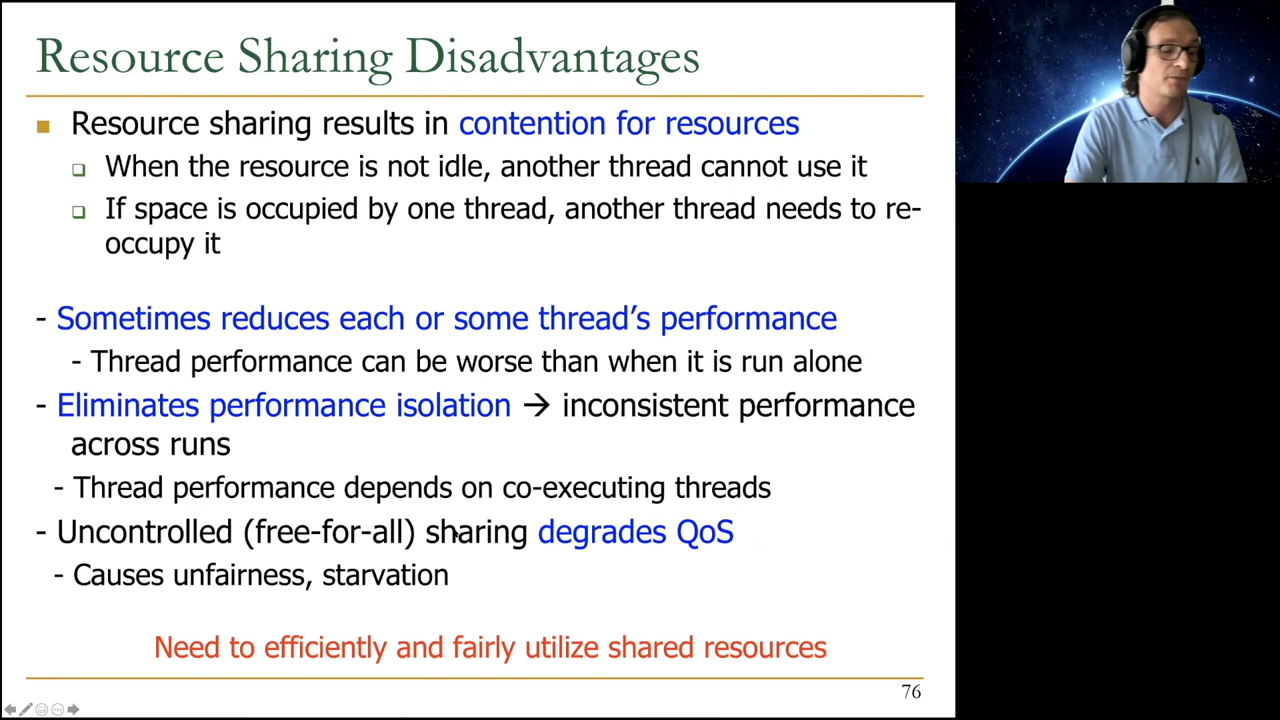 Resource Sharing Disadvantages
Resource sharing results in contention for resources
When the resource is not idle, another thread cannot use it
If space is occupied by one thread, another thread needs to re-
occupy it
- Sometimes reduces each or some thread’s performance
- Thread performance can be worse than when it is run alone
- Eliminates performance isolation → inconsistent performance
across runs
- Thread performance depends on co-executing threads
- Uncontrolled (free-for-all) sharing degrades QoS
- Causes unfairness, starvation
Need to efficiently and fairly utilize shared resources
76